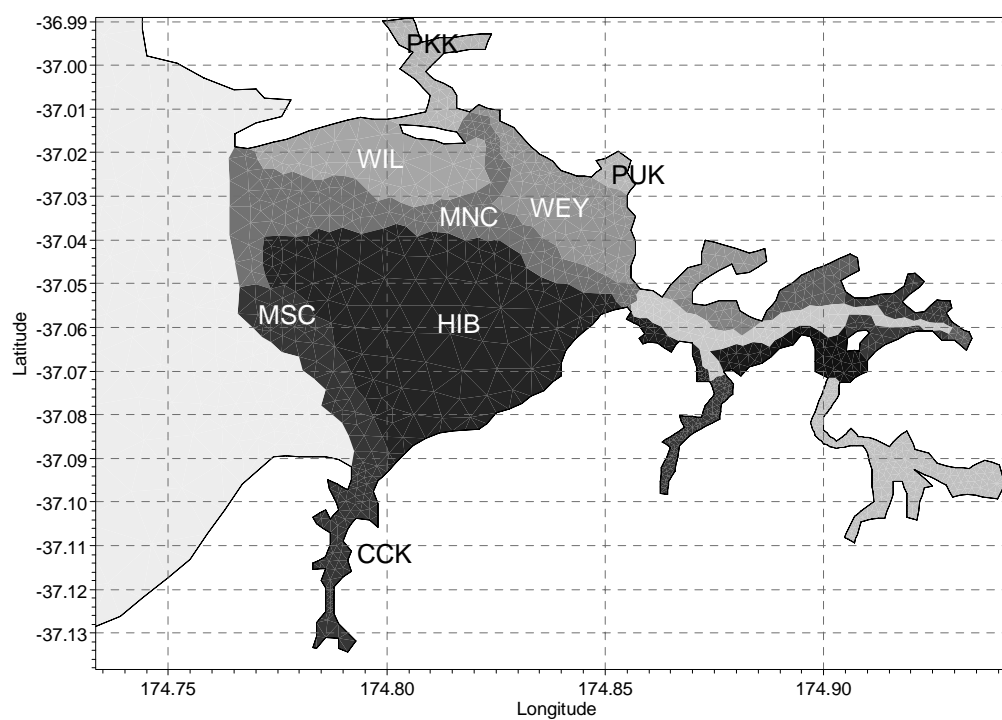 -36.99
PKK
-37.00
-37.01
-37.02
WIL
PUK
-37.03
MNC
WEY
-37.04
-37.05
MSC
HIB
-37.06
Latitude
-37.07
-37.08
-37.09
-37.10
-37.11
CCK
-37.12
-37.13
174.75
174.80
174.85
174.90
Longitude